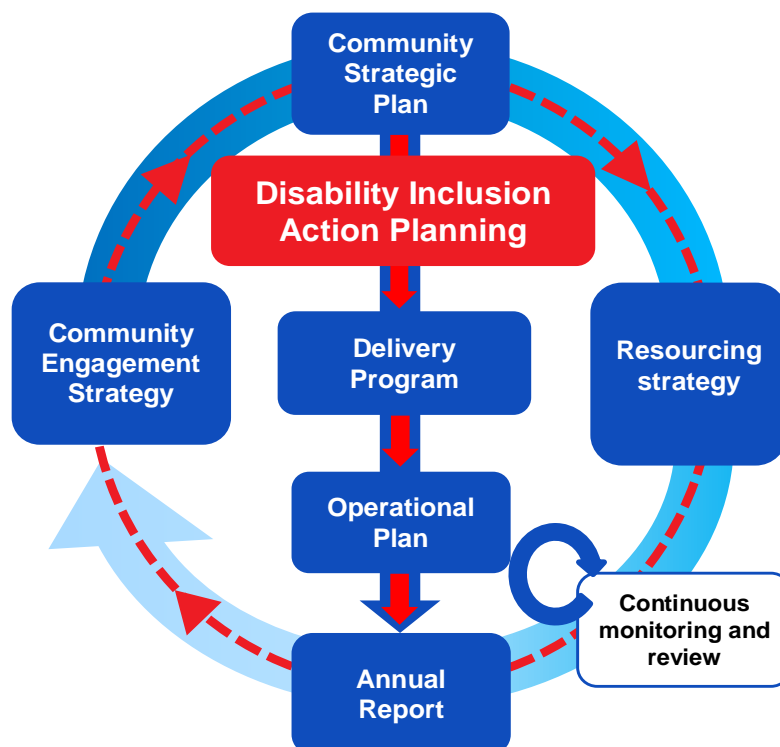 Community
Strategic
Plan
Disability Inclusion
Action Planning
Community
Engagement
Strategy
Delivery
Program
Resourcing
strategy
Operational
Plan
Continuous
monitoring and
review
Annual
Report